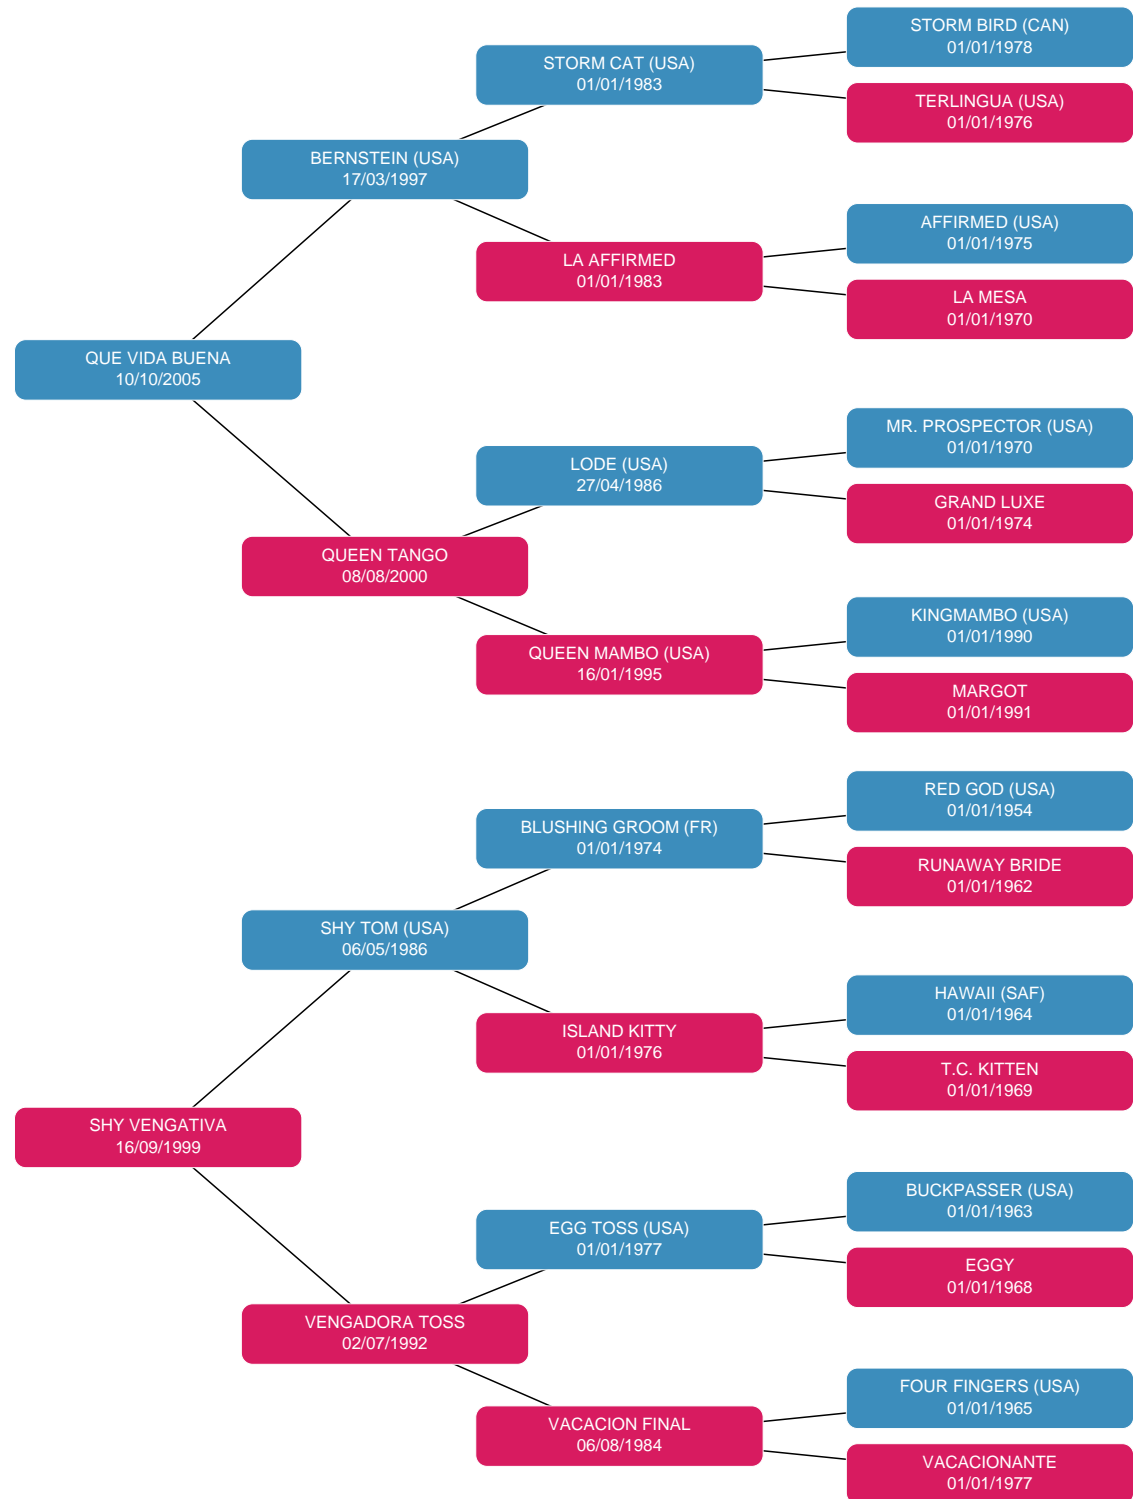 STORM BIRD (CAN)
01/01/1978
STORM CAT (USA)
01/01/1983
TERLINGUA (USA)
01/01/1976
BERNSTEIN (USA)
17/03/1997
AFFIRMED (USA)
01/01/1975
LA AFFIRMED
01/01/1983
LA MESA
01/01/1970
QUE VIDA BUENA
10/10/2005
MR. PROSPECTOR (USA)
01/01/1970
LODE (USA)
27/04/1986
GRAND LUXE
01/01/1974
QUEEN TANGO
08/08/2000
KINGMAMBO (USA)
01/01/1990
QUEEN MAMBO (USA)
16/01/1995
MARGOT
01/01/1991
RED GOD (USA)
01/01/1954
BLUSHING GROOM (FR)
01/01/1974
RUNAWAY BRIDE
01/01/1962
SHY TOM (USA)
06/05/1986
HAWAII (SAF)
01/01/1964
ISLAND KITTY
01/01/1976
T.C. KITTEN
01/01/1969
SHY VENGATIVA
16/09/1999
BUCKPASSER (USA)
01/01/1963
EGG TOSS (USA)
01/01/1977
EGGY
01/01/1968
VENGADORA TOSS
02/07/1992
FOUR FINGERS (USA)
01/01/1965
VACACION FINAL
06/08/1984
VACACIONANTE
01/01/1977